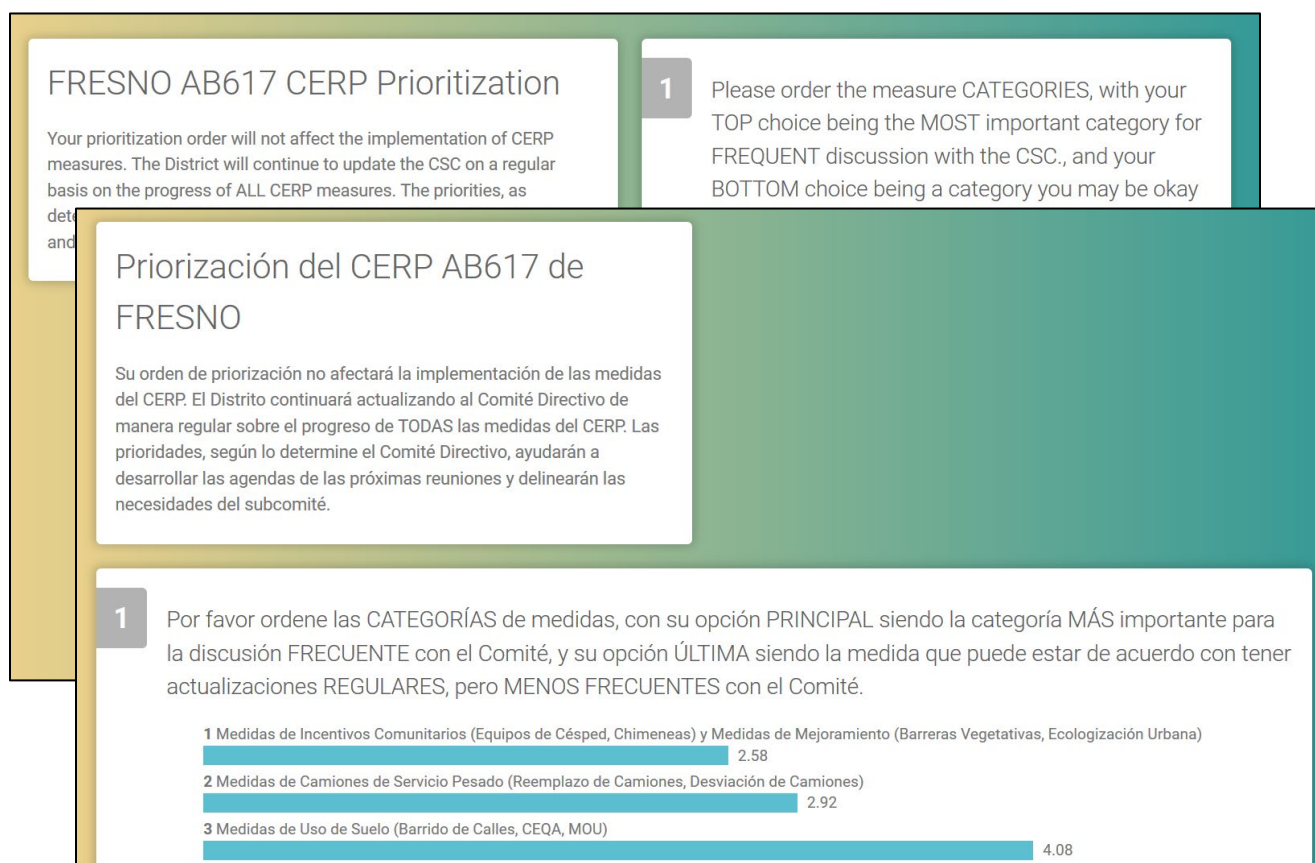 FRESNO AB617 CERP Prioritization
Your prioritization order will not affect the implementation of CERP
measures. The District will continue to update the CSC on a regular
basis on the progress of ALL CERP measures. The priorities, as
and
1
Please order the measure CATEGORIES, with your
TOP choice being the MOST important category for
FREQUENT discussion with the CSC., and your
BOTTOM choice being a category you may be okay
Priorización del CERP AB617 de
FRESNO
Su orden de priorización no afectará la implementación de las medidas
del CERP. El Distrito continuará actualizando al Comité Directivo de
manera regular sobre el progreso de TODAS las medidas del CERP. Las
prioridades, según lo determine el Comité Directivo, ayudarán a
desarrollar las agendas de las próximas reuniones y delinearán las
necesidades del subcomité.
1
Por favor ordene las CATEGORÍAS de medidas, con su opción PRINCIPAL siendo la categoría MÁS importante para
la discusión FRECUENTE con el Comité, y su opción ÚLTIMA siendo la medida que puede estar de acuerdo con tener
actualizaciones REGULARES, pero MENOS FRECUENTES con el Comité.
1 Medidas de Incentivos Comunitarios (Equipos de Césped, Chimeneas) y Medidas de Mejoramiento (Barreras Vegetativas, Ecologización Urbana)
2.58
2 Medidas de Camiones de Servicio Pesado (Reemplazo de Camiones, Desviación de Camiones)
2.92
3 Medidas de Uso de Suelo (Barrido de Calles, CEQA, MOU)
4.08